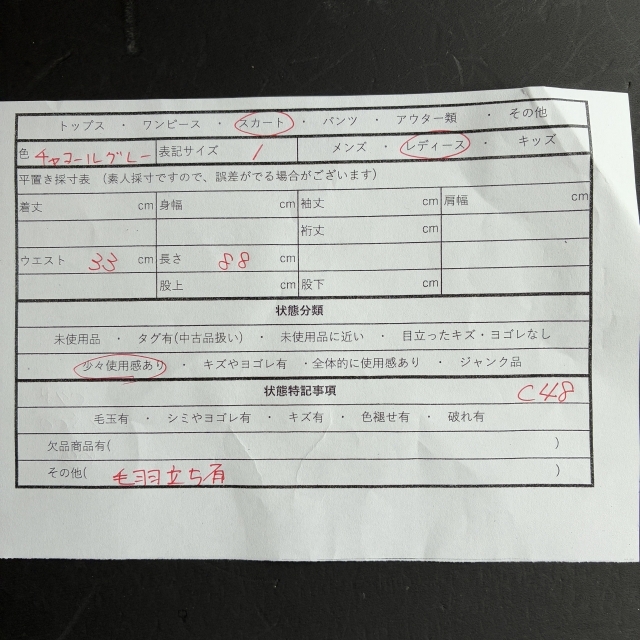 トップス ・ ワンピース ・ スカート ・ パンツ ・ アウター類 ・ その他
色 チャコールグレー 表記サイズ 1 メンズ ・ レディース ・ キッズ
平置き採寸表 (素人採寸ですので、誤差がでる場合がございます)
着丈 cm 身幅 cm 袖丈 cm 肩幅 cm
裄丈 cm
ウエスト 33 cm 長さ 88 cm
股上 cm 股下 cm
状態分類
未使用品 ・ タグ有(中古品扱い) ・ 未使用品に近い ・ 目立ったキズ・ヨゴレなし
・ 少々使用感あり ・ キズやヨゴレ有 ・全体的に使用感あり ・ ジャンク品
状態特記事項 C48
毛玉有 ・ シミやヨゴレ有 ・ キズ有 ・ 色褪せ有 ・ 破れ有
欠品商品有( )
その他( 毛羽立ち有 )